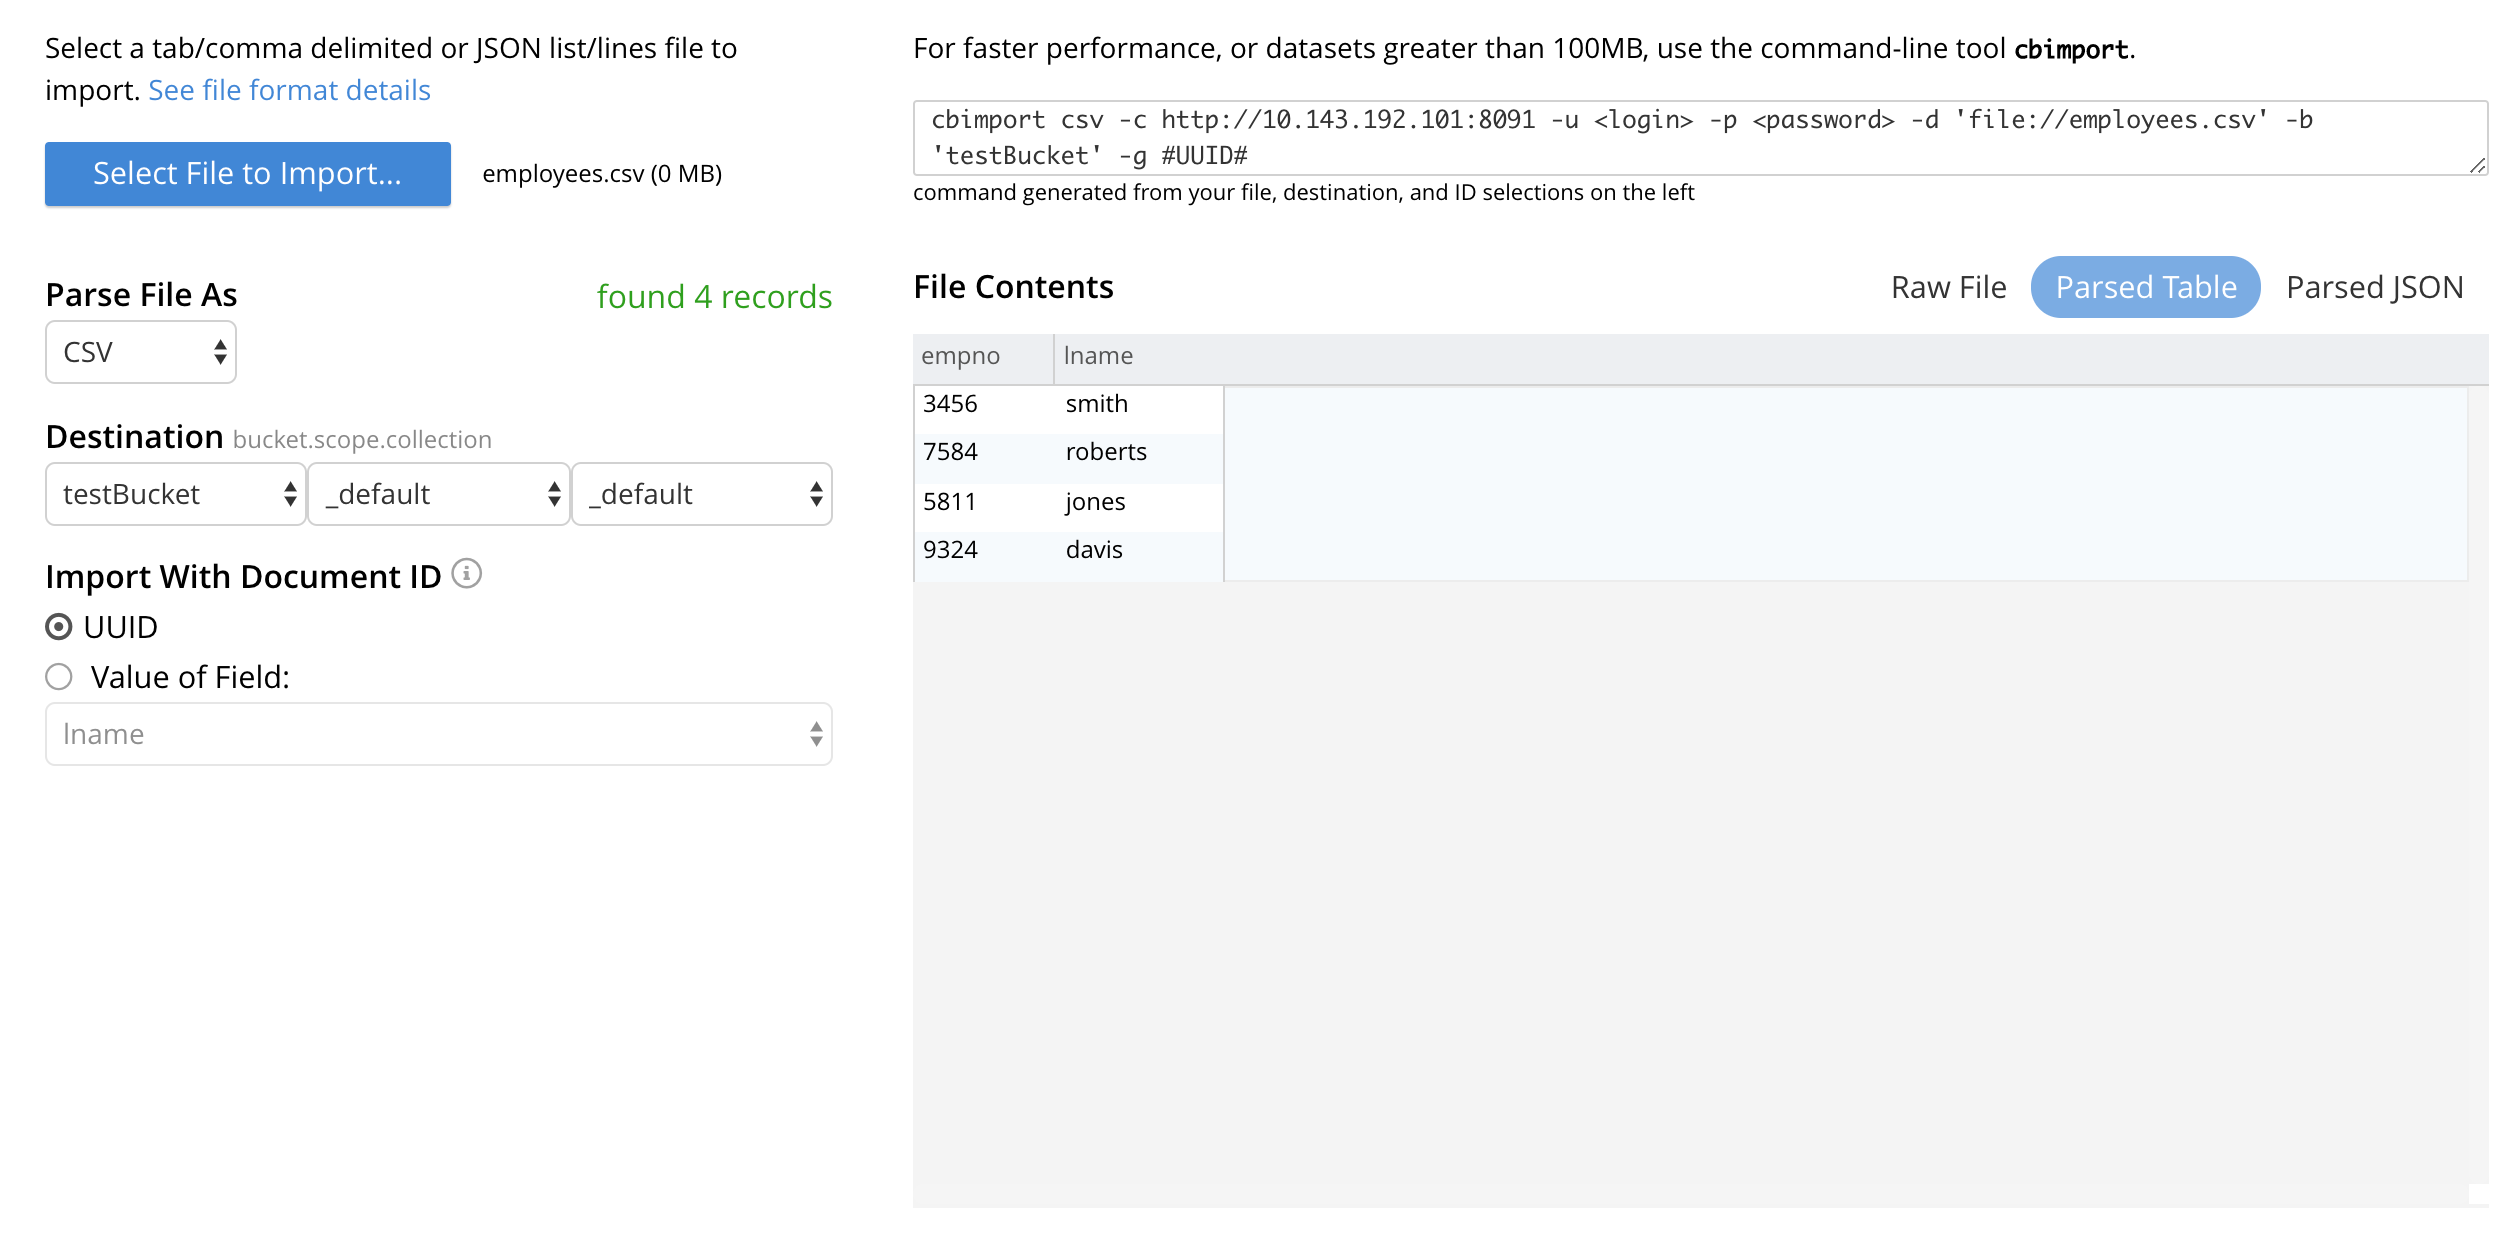 Select a tab/comma delimited or JSON list/lines file to
import. See file format details
Select File to Import...
employees.csv (0 MB)
Parse File As
found 4 records
CSV
Destination bucket.scope.collection
testBucket
_default
_default
Import With Document ID
UUID
Value of Field:
lname
For faster performance, or datasets greater than 100MB, use the command-line tool cbimport.
cbimport csv -c http://10.143.192.101:8091 -u <login> -p <password> -d 'file://employees.csv' -b
'testBucket' -g #UUID#
command generated from your file, destination, and ID selections on the left
File Contents
Raw File
Parsed Table
Parsed JSON
empno lname
3456 smith
7584 roberts
5811 jones
9324 davis